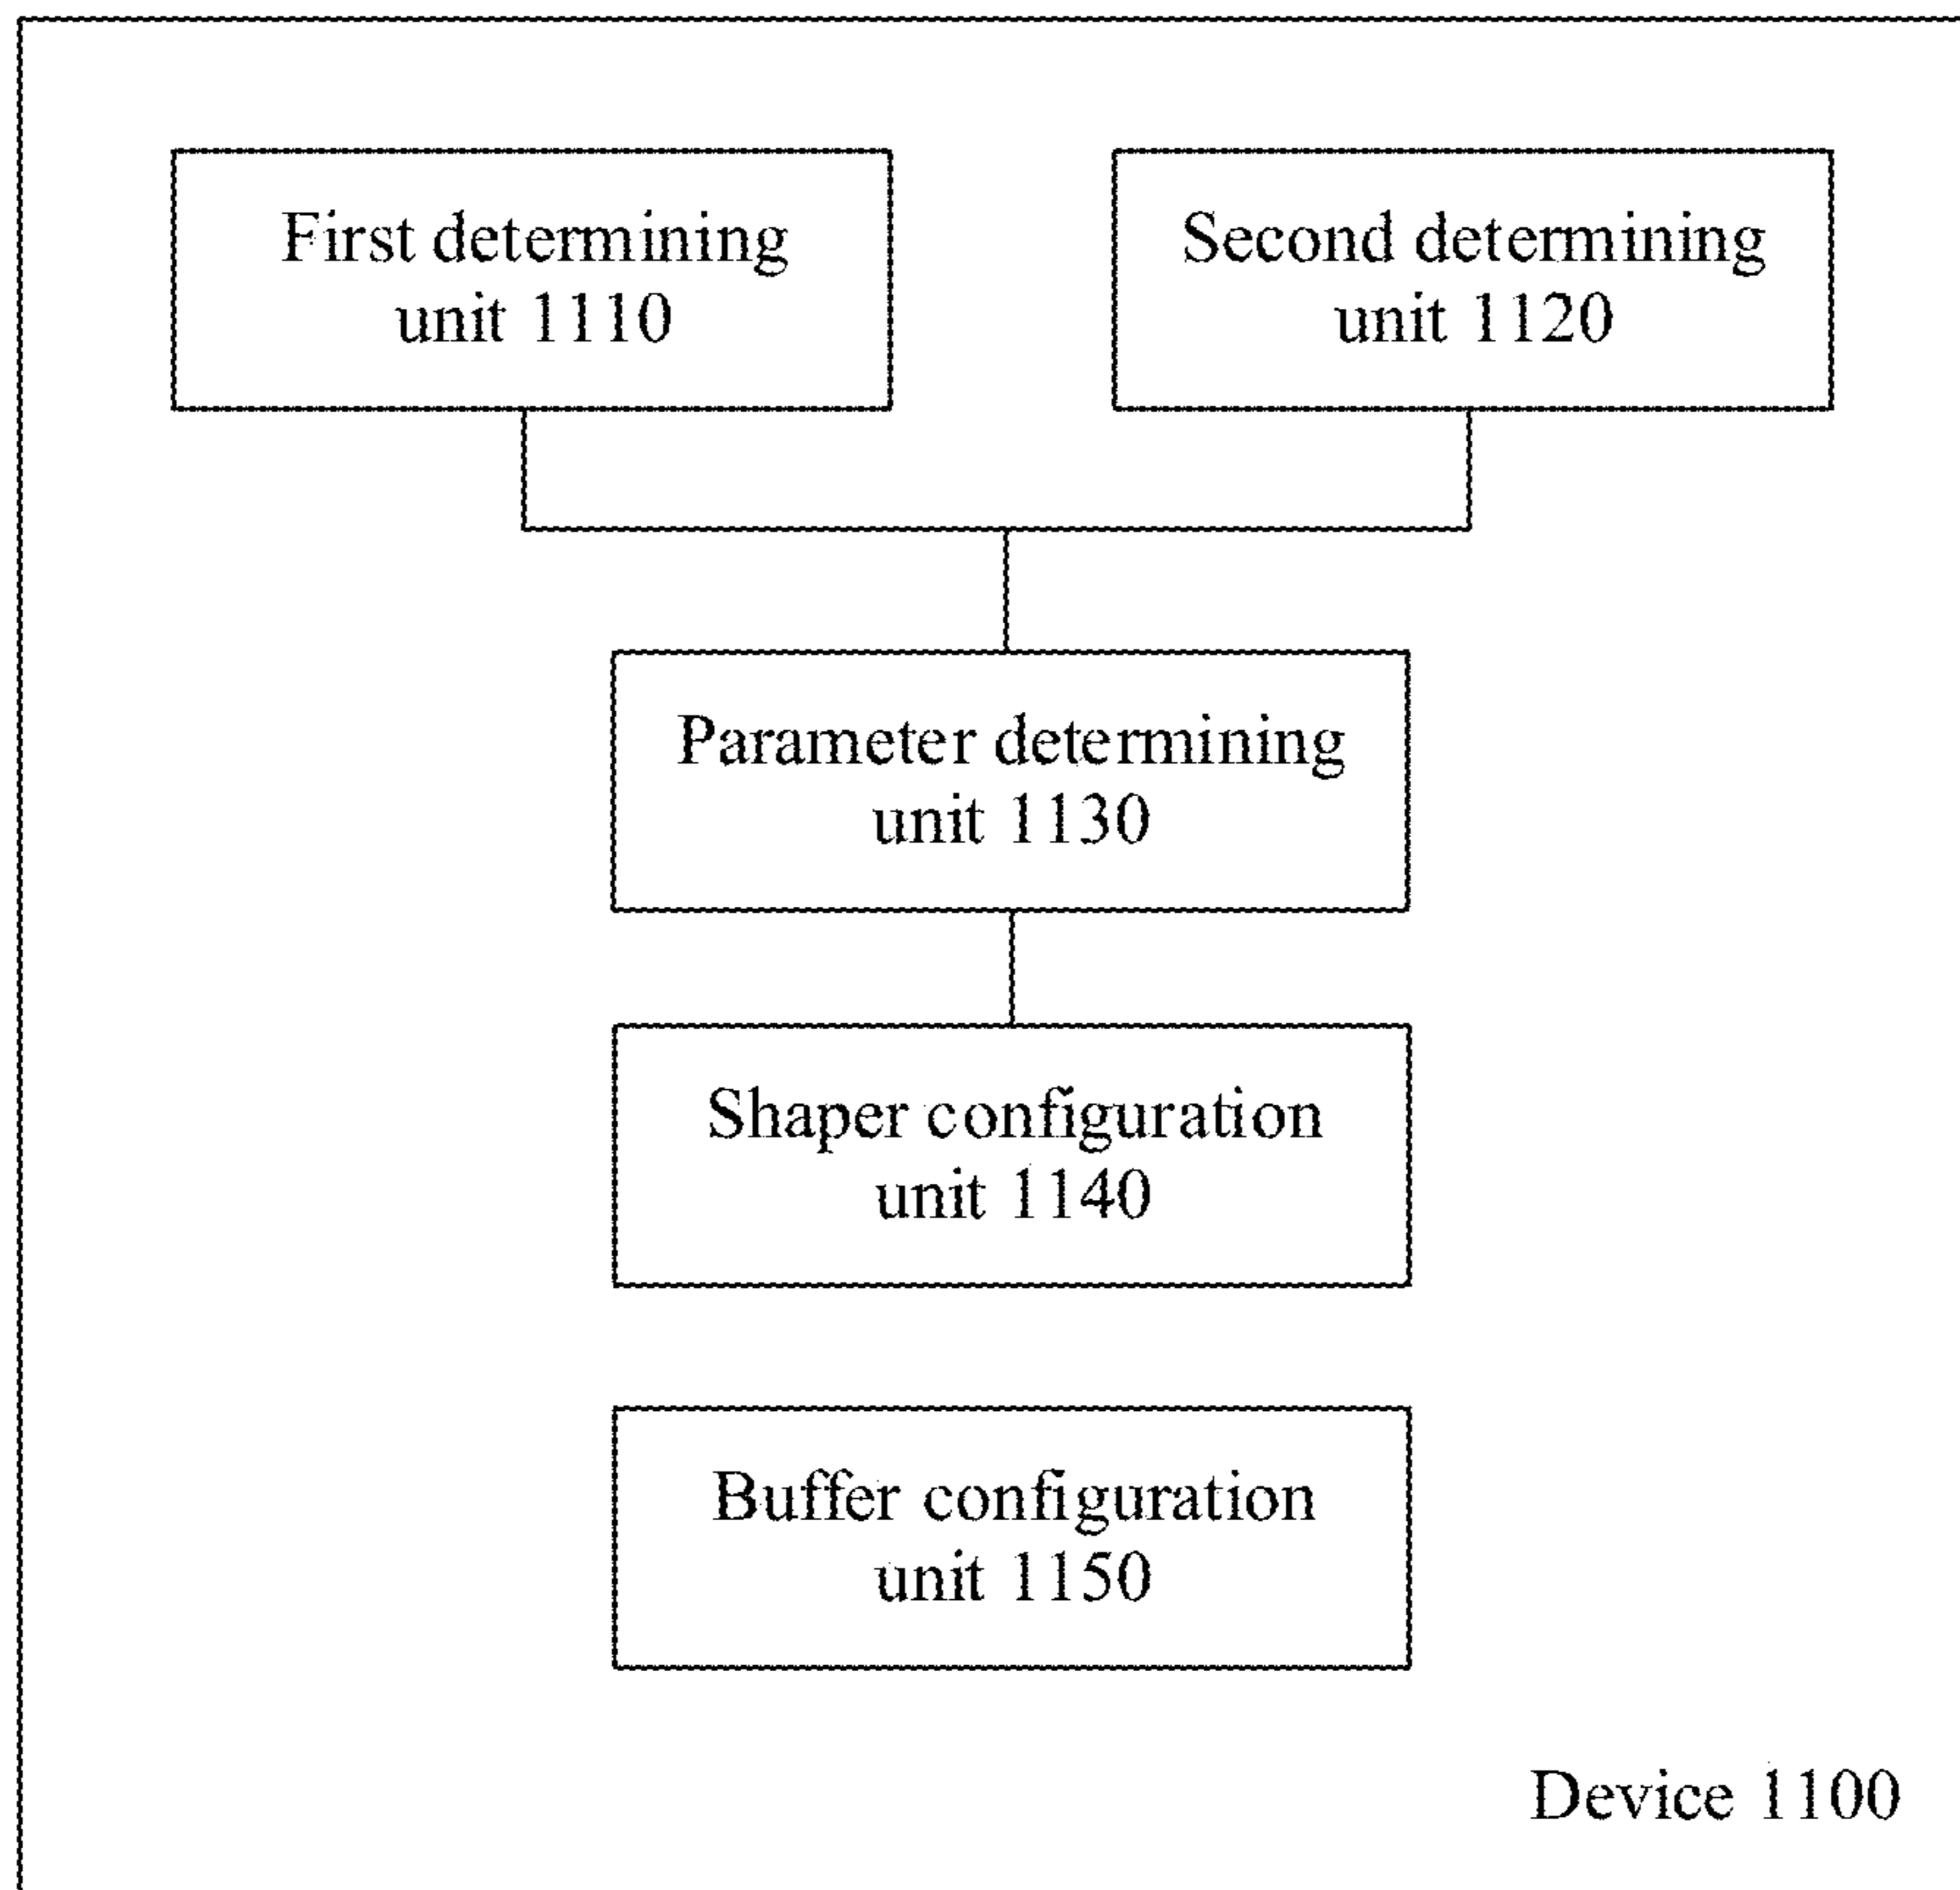 First determining
unit 1110
Second determining
unit 1120
Parameter determining
unit 1130
Shaper configuration
unit 1140
Buffer configuration
unit 1150
Device 1100